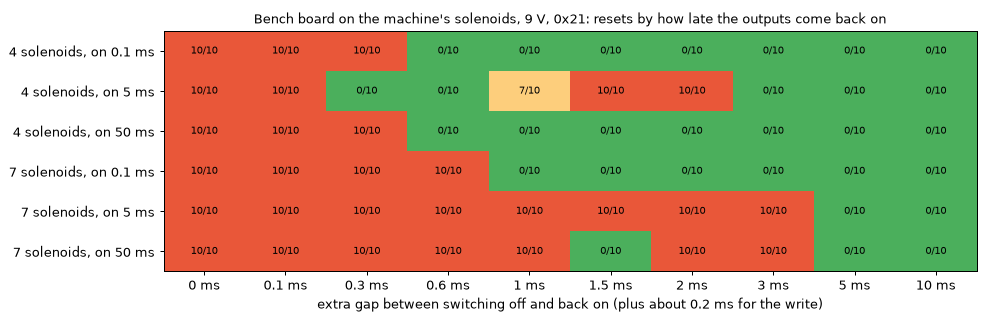 Bench board on the machine's solenoids, 9 V, 0x21: resets by how late the outputs come back on
4 solenoids, on 0.1 ms 10/10 10/10 10/10 0/10 0/10 0/10 0/10 0/10 0/10 0/10
4 solenoids, on 5 ms 10/10 10/10 0/10 0/10 7/10 10/10 10/10 0/10 0/10 0/10
4 solenoids, on 50 ms 10/10 10/10 10/10 0/10 0/10 0/10 0/10 0/10 0/10 0/10
7 solenoids, on 0.1 ms 10/10 10/10 10/10 10/10 0/10 0/10 0/10 0/10 0/10 0/10
7 solenoids, on 5 ms 10/10 10/10 10/10 10/10 10/10 10/10 10/10 10/10 0/10 0/10
7 solenoids, on 50 ms 10/10 10/10 10/10 10/10 10/10 0/10 10/10 10/10 0/10 0/10
0 ms 0.1 ms 0.3 ms 0.6 ms 1 ms 1.5 ms 2 ms 3 ms 5 ms 10 ms
extra gap between switching off and back on (plus about 0.2 ms for the write)